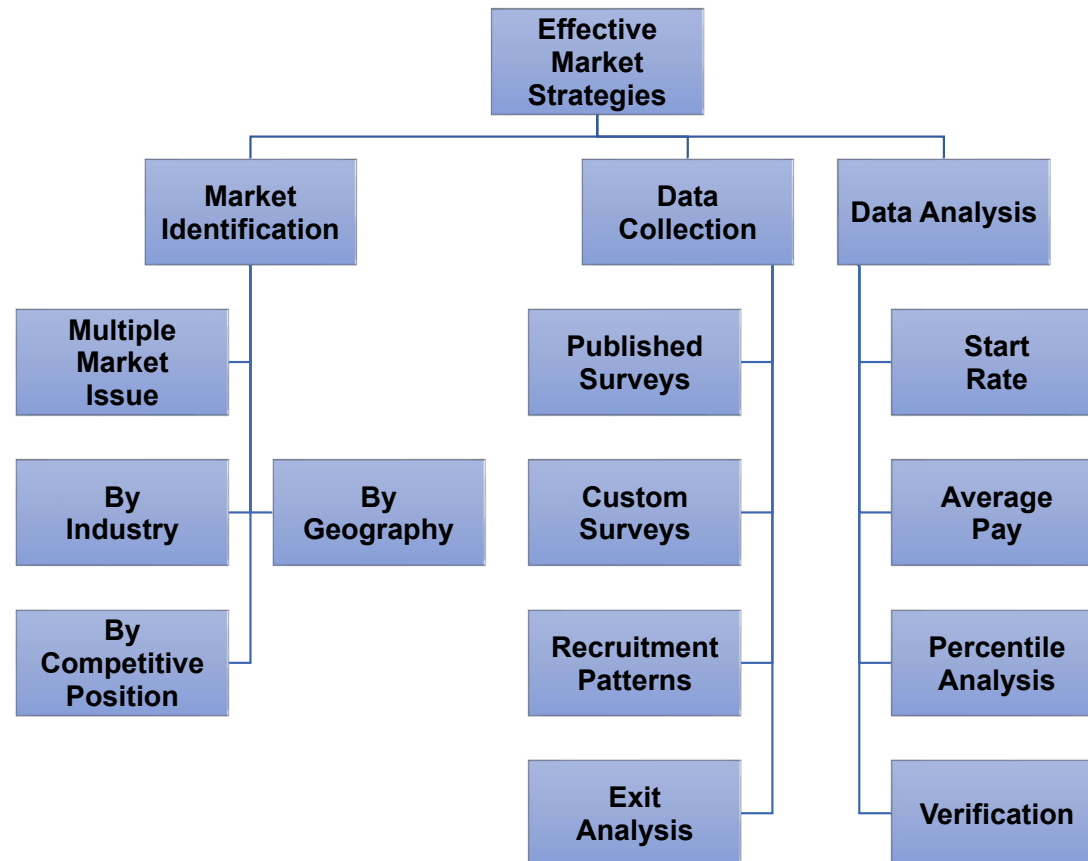 Effective
Market
Strategies
Market
Identification
Data
Collection
Data Analysis
Multiple
Market
Issue
By
Industry
By
Geography
By
Competitive
Position
Published
Surveys
Custom
Surveys
Recruitment
Patterns
Exit
Analysis
Start
Rate
Average
Pay
Percentile
Analysis
Verification